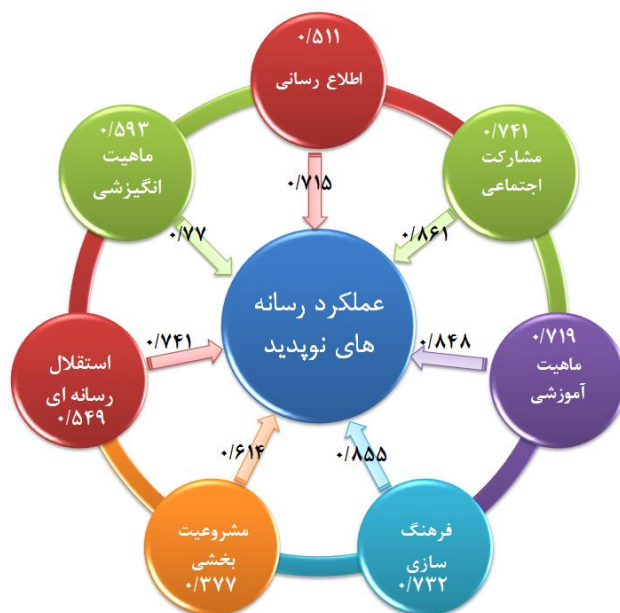 ۰/۵۱۱
اطلاع رسانی
۰/۷۱۵
۰/۷۴۱
مشارکت
اجتماعی
۰/۸۶۱
۰/۷۱۹
ماهیت
آموزشی
۰/۸۴۸
فرهنگ
سازی
۰/۷۳۲
۰/۸۵۵
مشروعیت
بخشی
۰/۳۷۷
۰/۶۱۴
استقلال
رسانه ای
۰/۵۴۹
۰/۷۴۱
۰/۵۹۳
ماهیت
انگیزشی
۰/۷۷
عملکرد رسانه
های نوپدید